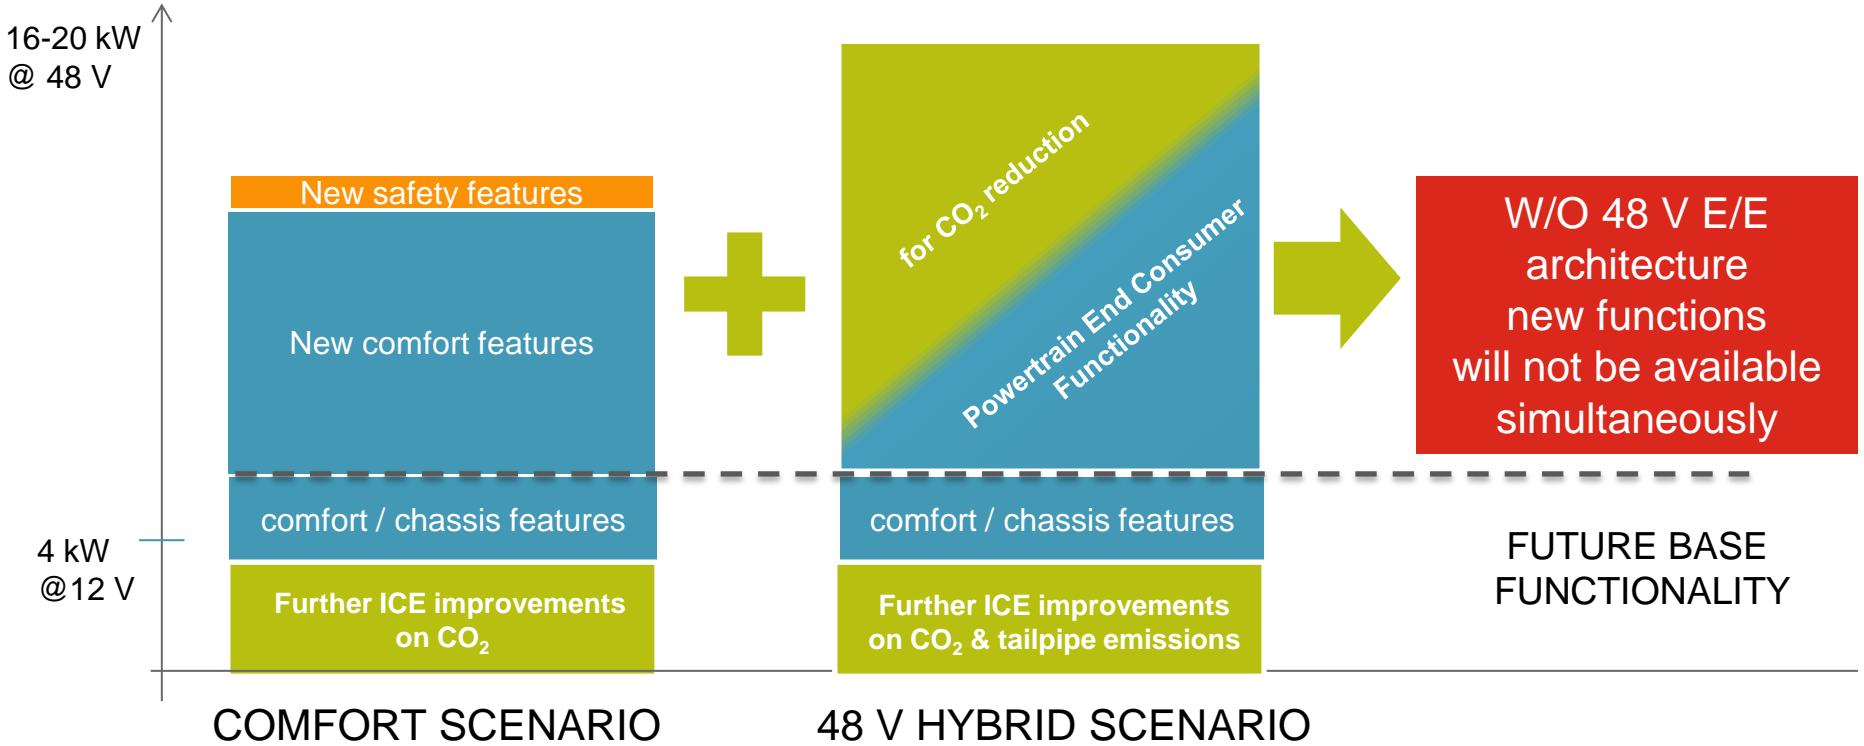 16-20 kW
@ 48 V
4 kW
@12 V
New safety features
New comfort features
comfort / chassis features
Further ICE improvements
on CO₂
COMFORT SCENARIO
for CO₂ reduction
Powertrain End Consumer
Functionality
comfort / chassis features
Further ICE improvements
on CO₂ & tailpipe emissions
48 V HYBRID SCENARIO
W/O 48 V E/E
architecture
new functions
will not be available
simultaneously
FUTURE BASE
FUNCTIONALITY